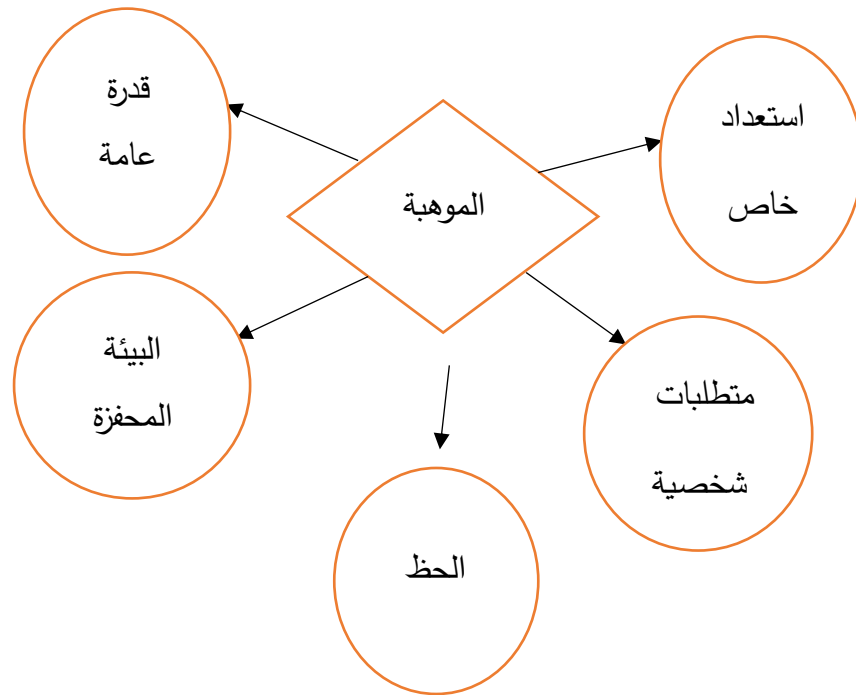 قدرة
عامة
استعداد
خاص
الموهبة
البيئة
المحفزة
متطلبات
شخصية
الحظ